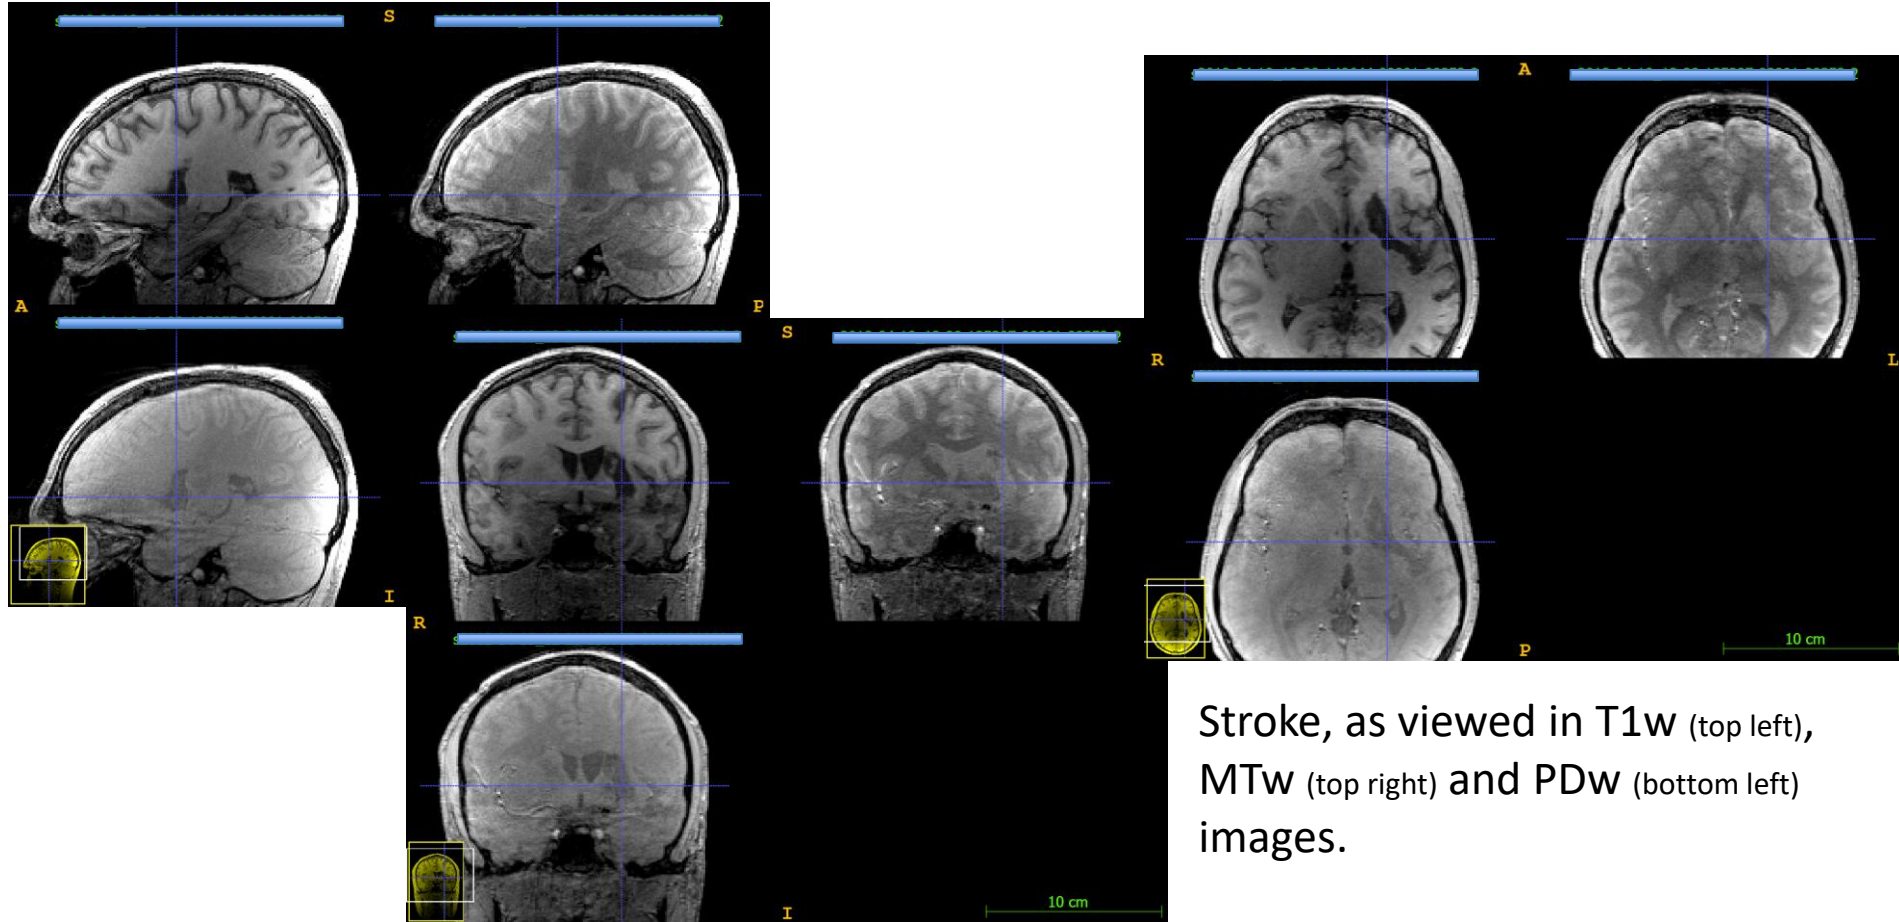 S
A
P
I
A
R
L
P
10 cm
S
R
I
10 cm
Stroke, as viewed in T1w (top left),
MTw (top right) and PDw (bottom left)
images.